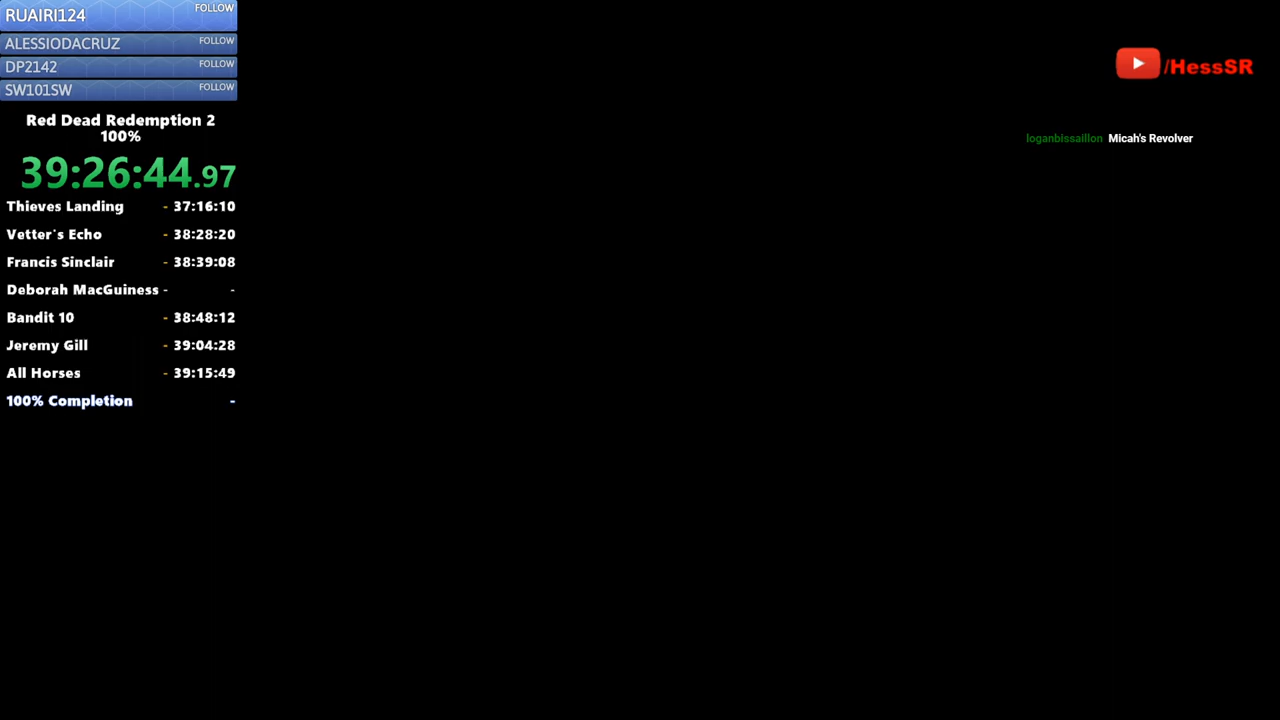 RUAIRI124 FOLLOW
ALESSIODACRUZ FOLLOW
DP2142 FOLLOW
SW101SW FOLLOW
Red Dead Redemption 2
100%
39:26:44.97
Thieves Landing - 37:16:10
Vetter's Echo - 38:28:20
Francis Sinclair - 38:39:08
Deborah MacGuiness - -
Bandit 10 - 38:48:12
Jeremy Gill - 39:04:28
All Horses - 39:15:49
100% Completion -
/HessSR
loganbissaillon Micah's Revolver